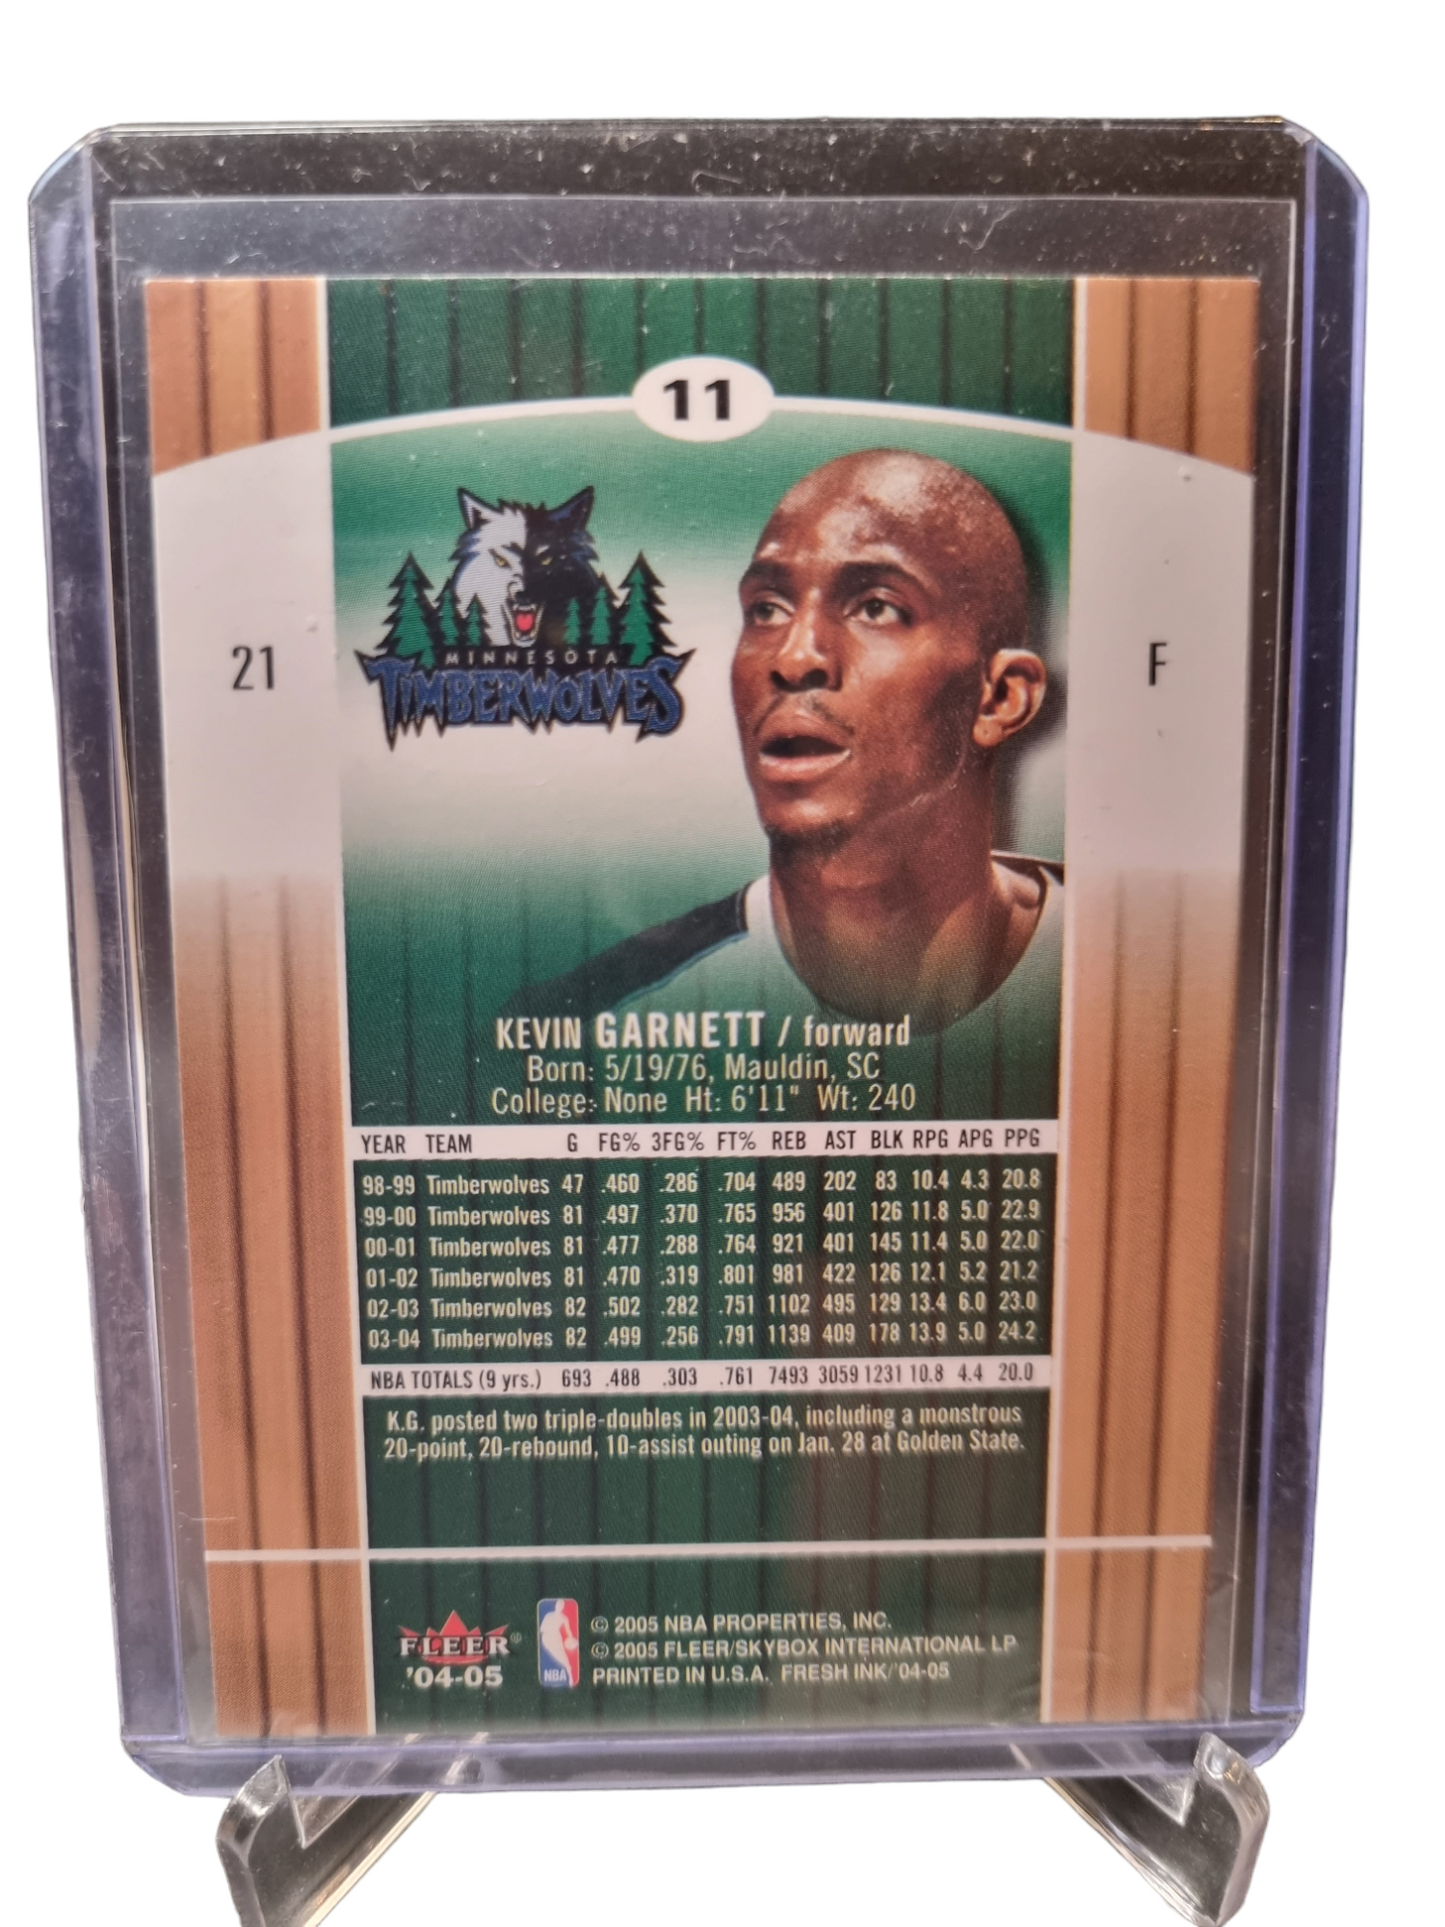 11
MINNESOTA
TIMBERWOLVES
21
F
KEVIN GARNETT / forward
Born: 5/19/76, Mauldin, SC
College: None Ht: 6'11" Wt: 240
YEAR TEAM G FG% 3FG% FT% REB AST BLK RPG APG PPG
98-99 Timberwolves 47 .460 .286 .704 489 202 83 10.4 4.3 20.8
99-00 Timberwolves 81 .497 .370 .765 956 401 126 11.8 5.0 22.9
00-01 Timberwolves 81 .477 .288 .764 921 401 145 11.4 5.0 22.0
01-02 Timberwolves 81 .470 .319 .801 981 422 126 12.1 5.2 21.2
02-03 Timberwolves 82 .502 .282 .751 1102 495 129 13.4 6.0 23.0
03-04 Timberwolves 82 .499 .256 .791 1139 409 178 13.9 5.0 24.2
NBA TOTALS (9 yrs.) 693 .488 .303 .761 7493 3059 1231 10.8 4.4 20.0
K.G. posted two triple-doubles in 2003-04, including a monstrous
20-point, 20-rebound, 10-assist outing on Jan. 28 at Golden State.
FLEER®
'04-05
NBA
© 2005 NBA PROPERTIES, INC.
© 2005 FLEER/SKYBOX INTERNATIONAL LP
PRINTED IN U.S.A. FRESH INK/'04-05